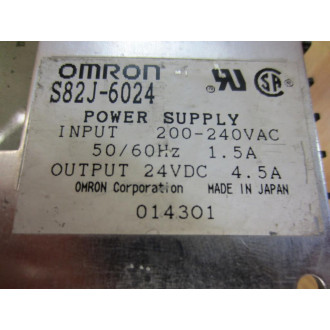 OMRON
S82J-6024
POWER SUPPLY
INPUT 200-240VAC
50/60Hz 1.5A
OUTPUT 24VDC 4.5A
OMRON Corporation MADE IN JAPAN
014301